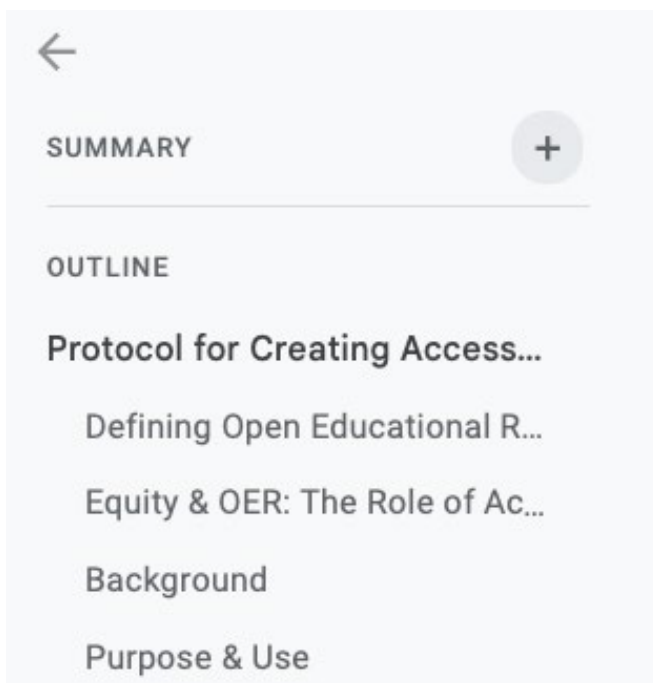 SUMMARY
OUTLINE
Protocol for Creating Access...
Defining Open Educational R...
Equity & OER: The Role of Ac...
Background
Purpose & Use